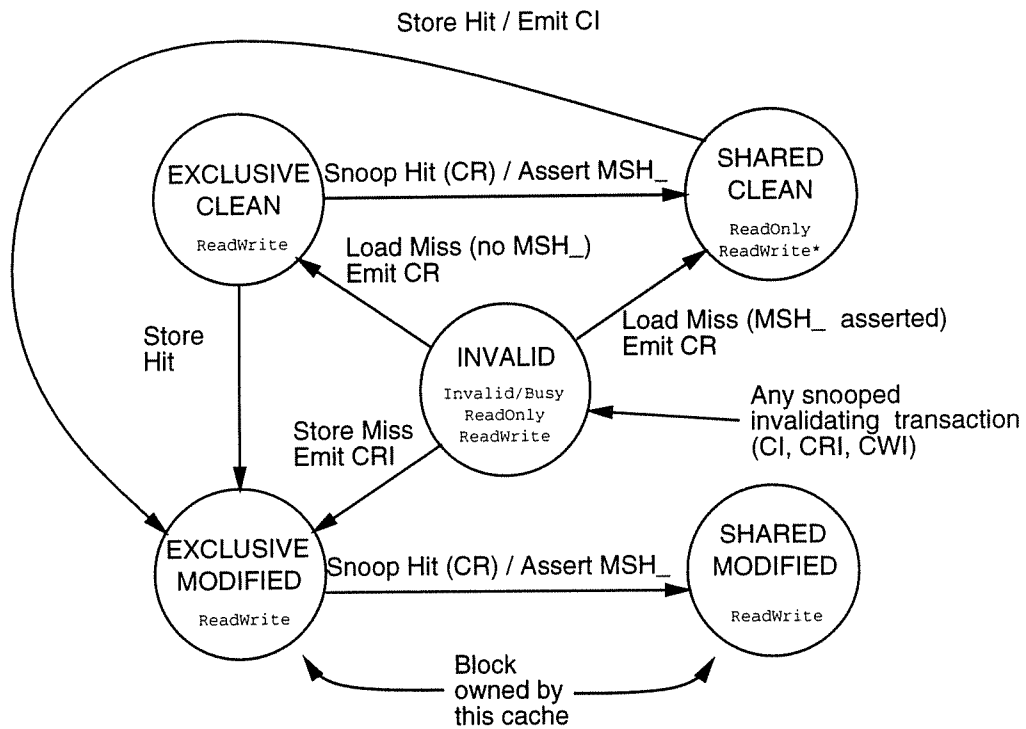 Store Hit / Emit CI
EXCLUSIVE
CLEAN
ReadWrite
Snoop Hit (CR) / Assert MSH_
SHARED
CLEAN
ReadOnly
ReadWrite*
Load Miss (no MSH_)
Emit CR
Load Miss (MSH_ asserted)
Emit CR
Store
Hit
INVALID
Invalid/Busy
ReadOnly
ReadWrite
Any snooped
invalidating transaction
(CI, CRI, CWI)
Store Miss
Emit CRI
EXCLUSIVE
MODIFIED
ReadWrite
Snoop Hit (CR) / Assert MSH_
SHARED
MODIFIED
ReadWrite
Block
owned by
this cache